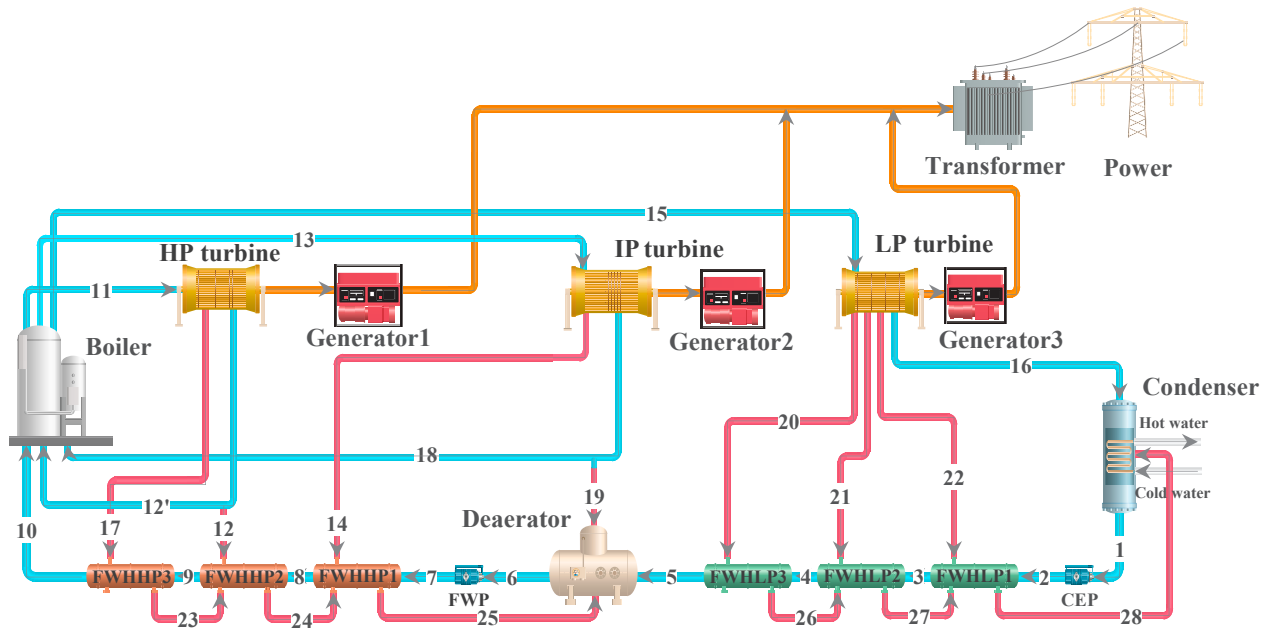 Transformer
Power
15
13
HP turbine
IP turbine
LP turbine
11
Boiler
Generator1
Generator2
Generator3
16
Condenser
Hot water
Cold water
20
18
12'
10
17
12
14
19
21
22
Deaerator
1
FWHHP3
9
FWHHP2
8
FWHHP1
7
6
5
FWHLP3
4
FWHLP2
3
FWHLP1
2
FWP
CEP
23
24
25
26
27
28